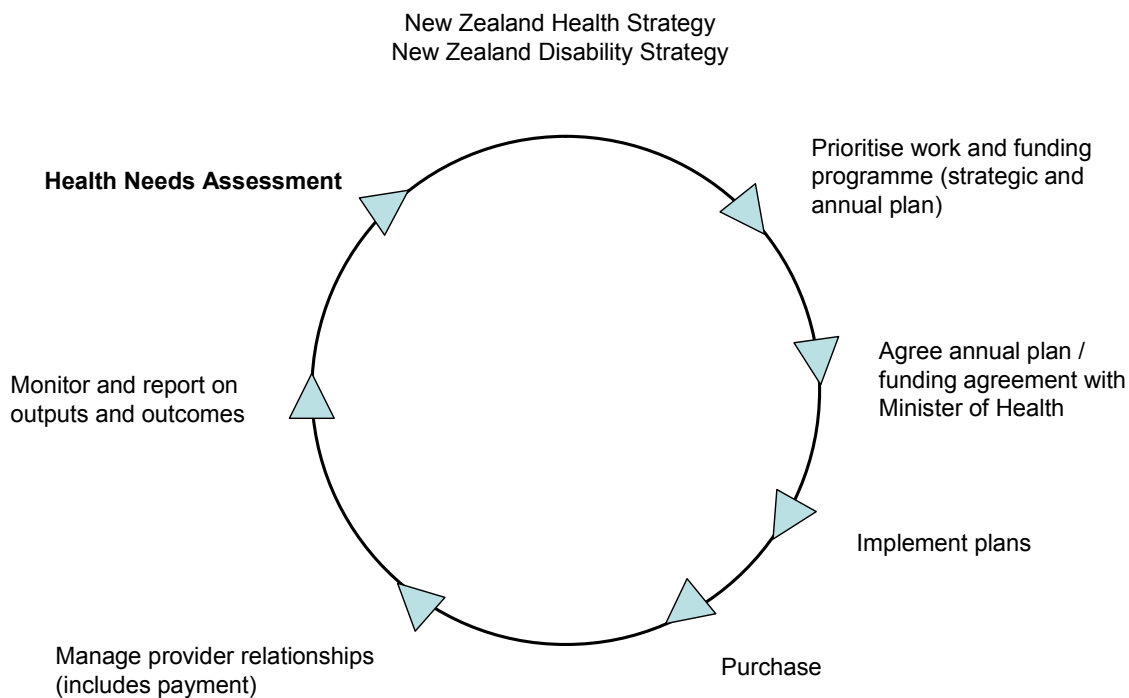 New Zealand Health Strategy
New Zealand Disability Strategy
Health Needs Assessment
Prioritise work and funding
programme (strategic and
annual plan)
Agree annual plan /
funding agreement with
Minister of Health
Implement plans
Purchase
Manage provider relationships
(includes payment)
Monitor and report on
outputs and outcomes